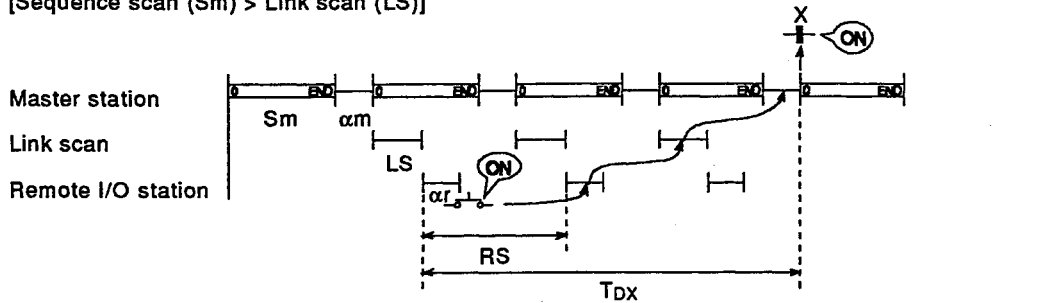 [Sequence scan (Sm) > Link scan (LS)]
X
ON
Master station
0 END 0 END 0 END 0 END 0 END
Sm αm
Link scan
LS
ON
Remote I/O station
αr
RS
TDX